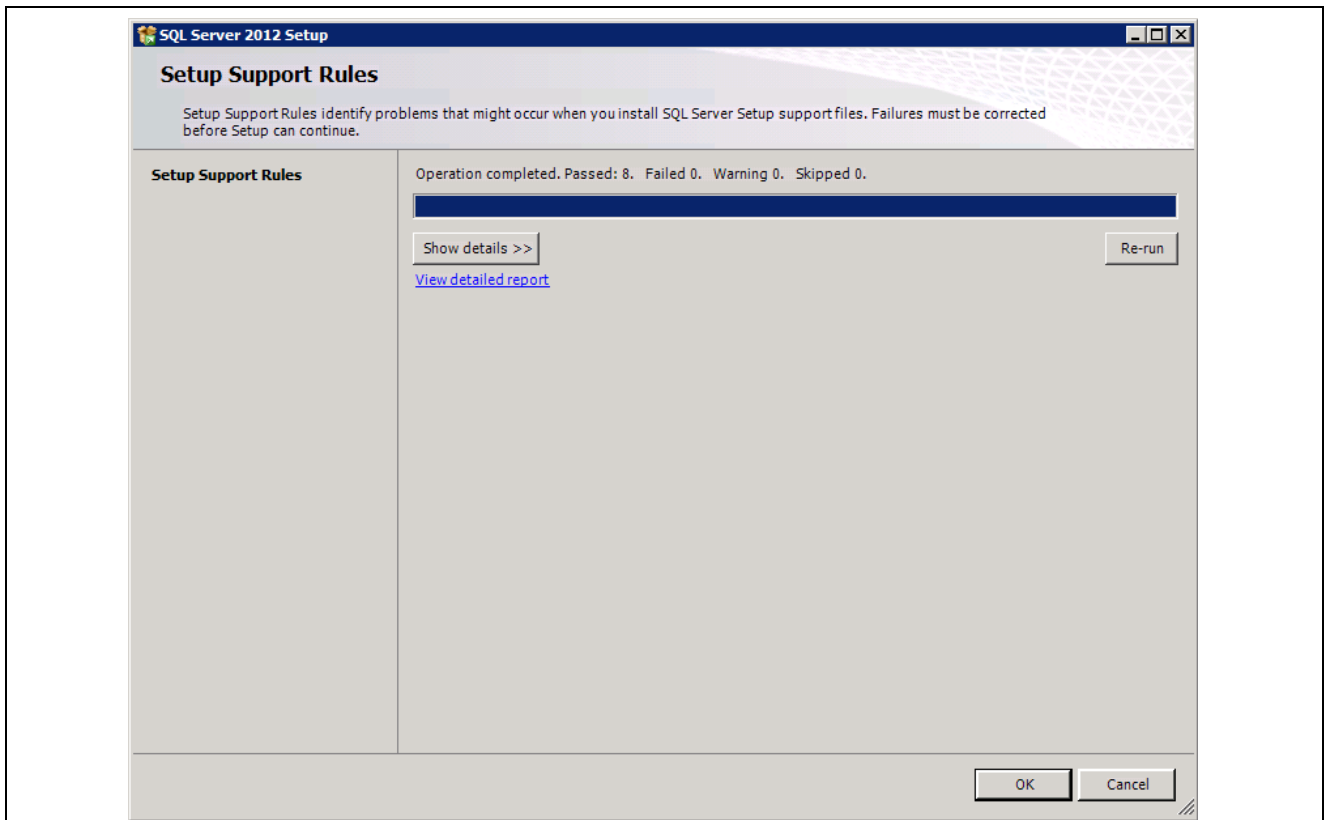 SQL Server 2012 Setup
Setup Support Rules
Setup Support Rules identify problems that might occur when you install SQL Server Setup support files. Failures must be corrected
before Setup can continue.
Setup Support Rules
Operation completed. Passed: 8. Failed 0. Warning 0. Skipped 0.
Show details >>
Re-run
View detailed report
OK
Cancel